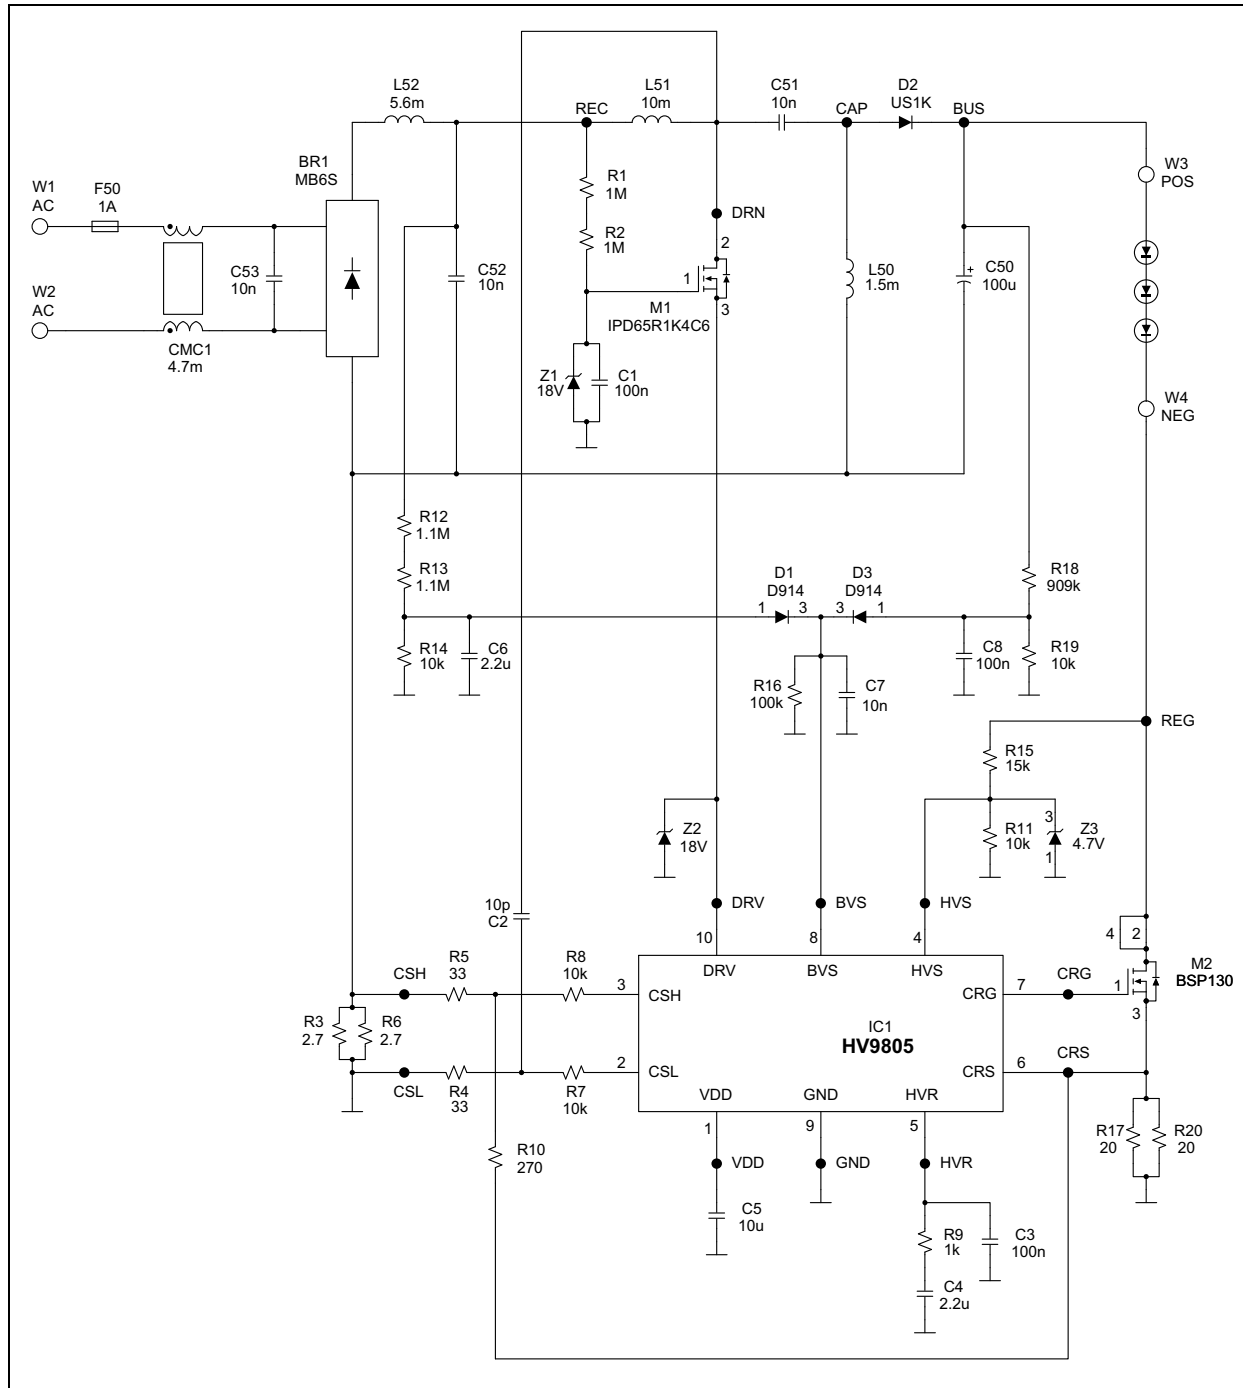 L52
5.6m
REC
L51
10m
C51
10n
CAP
D2
US1K
BUS
BR1
MB6S
W1
AC
F50
1A
R1
1M
W3
POS
DRN
R2
1M
2
C53
10n
C52
10n
1
L50
1.5m
C50
100u
+
W2
AC
M1
IPD65R1K4C6
3
CMC1
4.7m
Z1
18V
C1
100n
W4
NEG
R12
1.1M
R13
1.1M
D1
D914
D3
D914
R18
909k
1
3
3
1
R14
10k
C6
2.2u
C8
100n
R19
10k
R16
100k
C7
10n
REG
R15
15k
Z2
18V
R11
10k
3
Z3
4.7V
1
10p
C2
DRV
BVS
HVS
10
8
4
4
2
DRV
BVS
HVS
CSH
R5
33
R8
10k
3
CSH
CRG
7
CRG
1
M2
BSP130
3
R3
2.7
R6
2.7
IC1
HV9805
CSL
R4
33
R7
10k
2
CSL
CRS
6
CRS
VDD
GND
HVR
1
9
5
R17
20
R20
20
R10
270
VDD
GND
HVR
C5
10u
R9
1k
C3
100n
C4
2.2u